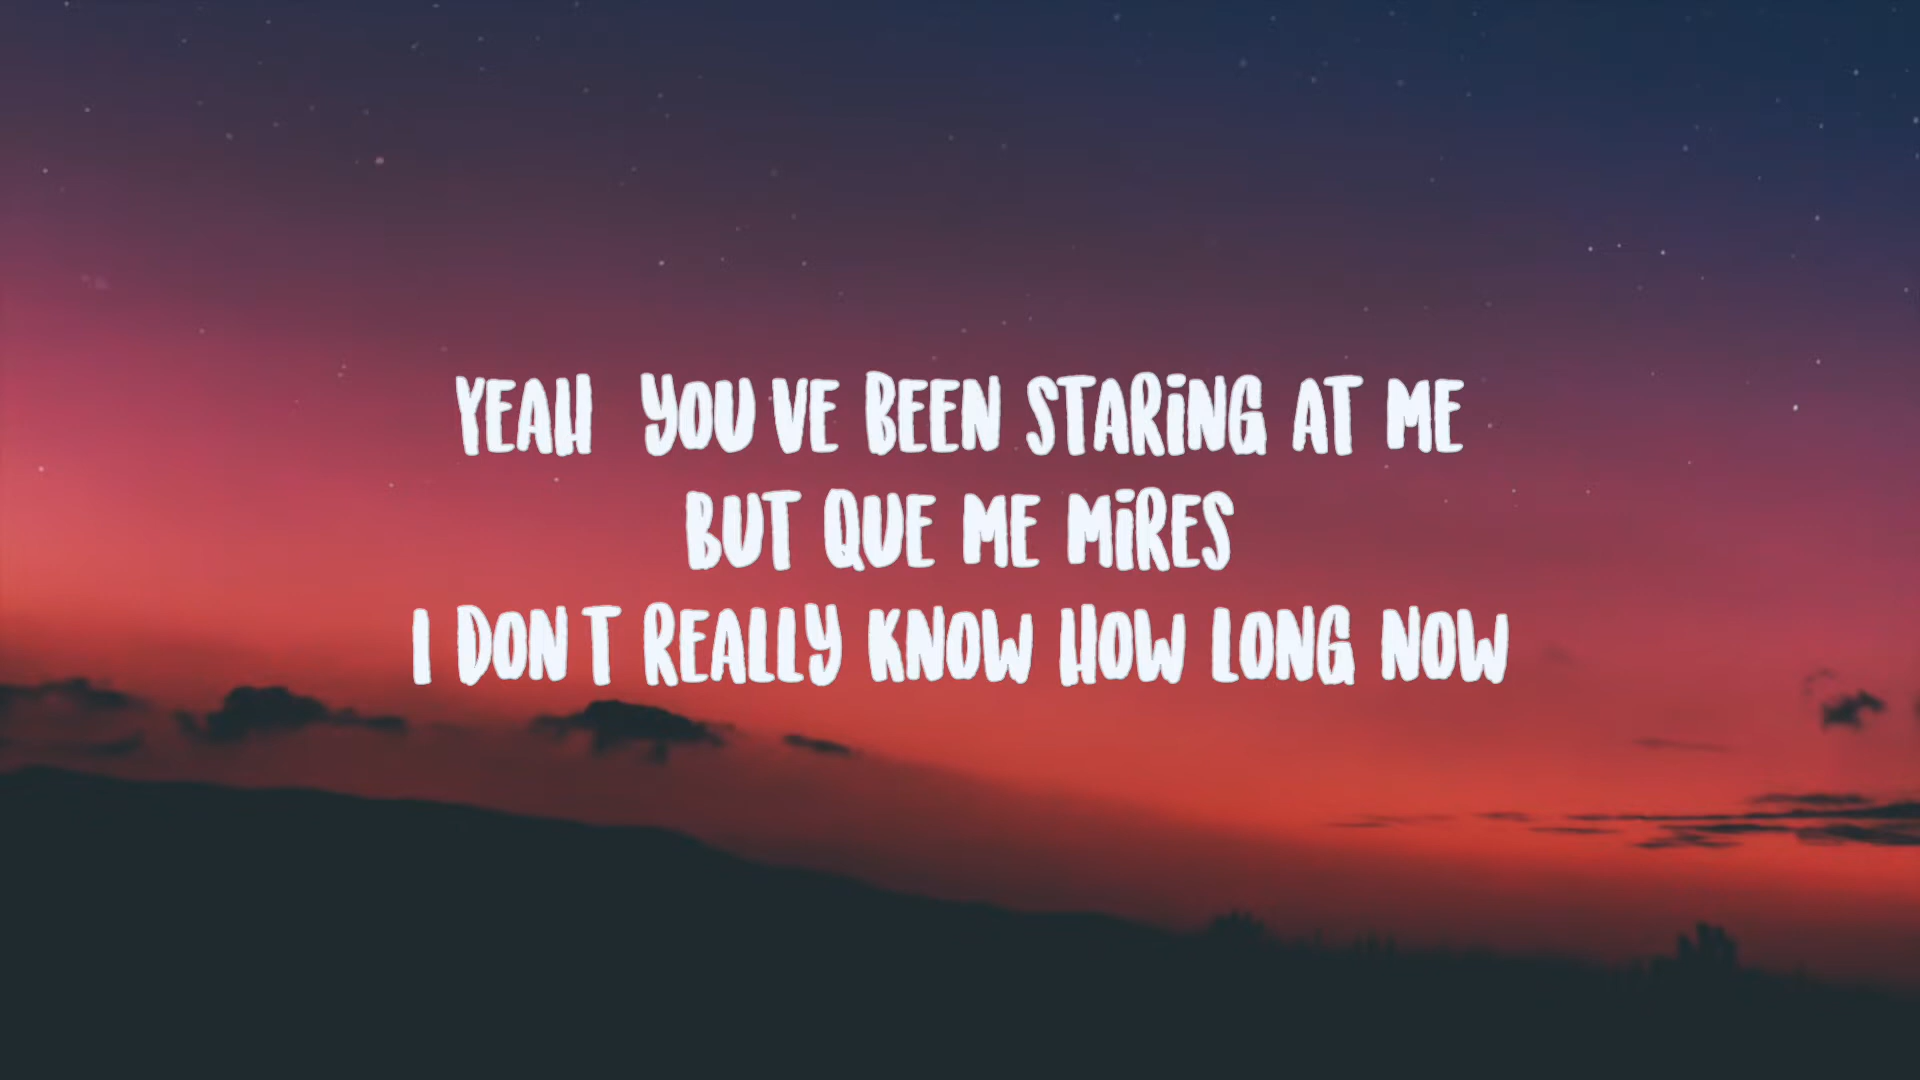 YEAH YOU VE BEEN STARiNG AT ME
BUT QUE ME MiRES
I DON T REALLY KNOW HOW LONG NOW